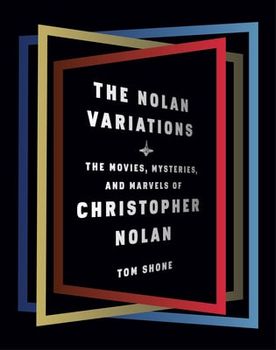 THE NOLAN
VARIATIONS
THE MOVIES, MYSTERIES,
AND MARVELS OF
CHRISTOPHER
NOLAN
TOM SHONE